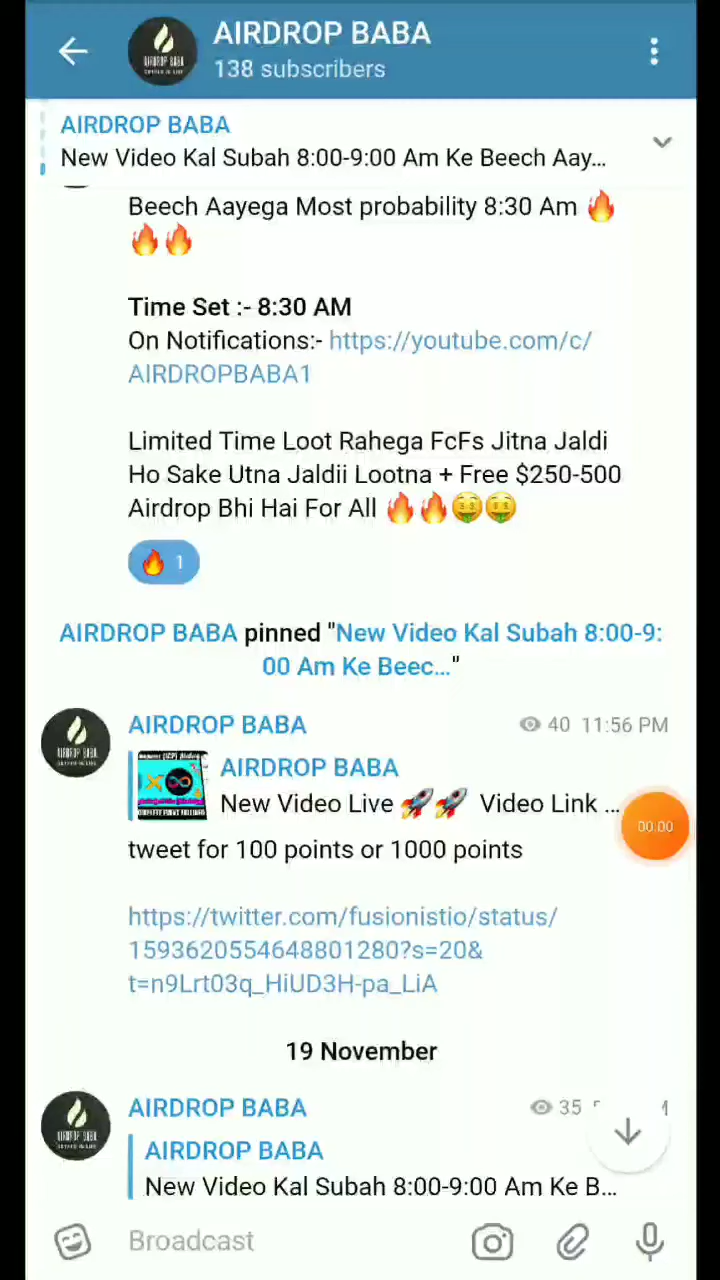 AIRDROP BABA
138 subscribers
AIRDROP BABA
New Video Kal Subah 8:00-9:00 Am Ke Beech Aay...
Beech Aayega Most probability 8:30 Am 🔥
🔥🔥
Time Set :- 8:30 AM
On Notifications:- https://youtube.com/c/
AIRDROPBABA1
Limited Time Loot Rahega FcFs Jitna Jaldi
Ho Sake Utna Jaldii Lootna + Free $250-500
Airdrop Bhi Hai For All 🔥🔥🤑🤑
🔥 1
AIRDROP BABA pinned "New Video Kal Subah 8:00-9:
00 Am Ke Beec..."
AIRDROP BABA 40 11:56 PM
AIRDROP BABA
New Video Live 🚀🚀 Video Link ...
00:00
tweet for 100 points or 1000 points
https://twitter.com/fusionistio/status/
1593620554648801280?s=20&
t=n9Lrt03q_HiUD3H-pa_LiA
19 November
AIRDROP BABA 35
AIRDROP BABA
New Video Kal Subah 8:00-9:00 Am Ke B...
Broadcast